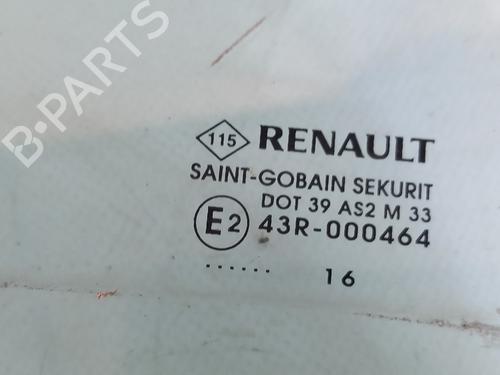 B-PARTS
115 RENAULT
SAINT-GOBAIN SEKURIT
DOT 39 AS2 M 33
E2 43R-000464
...... 16